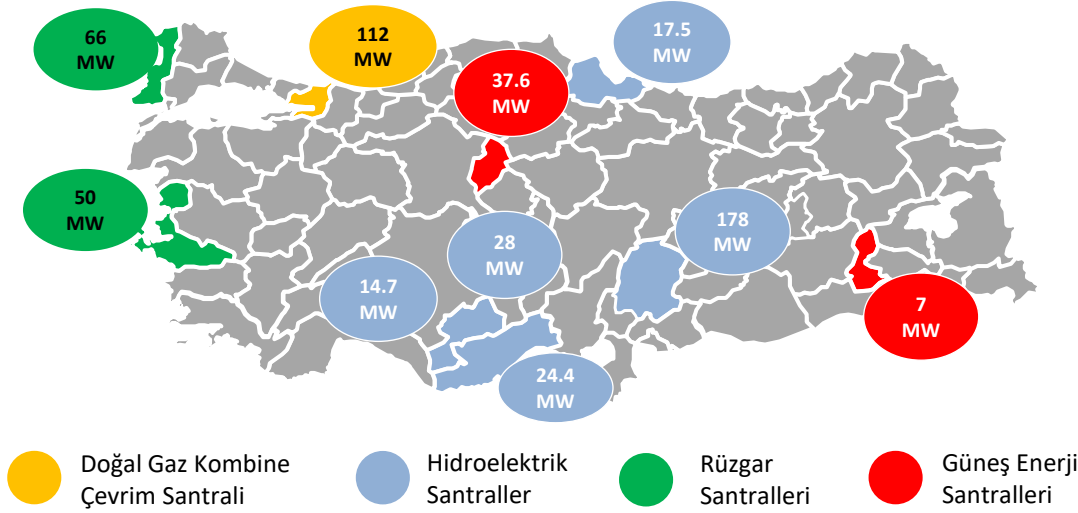 66
MW
112
MW
17.5
MW
37.6
MW
50
MW
178
MW
28
MW
14.7
MW
7
MW
24.4
MW
Doğal Gaz Kombine
Çevrim Santrali
Hidroelektrik
Santraller
Rüzgar
Santralleri
Güneş Enerji
Santralleri